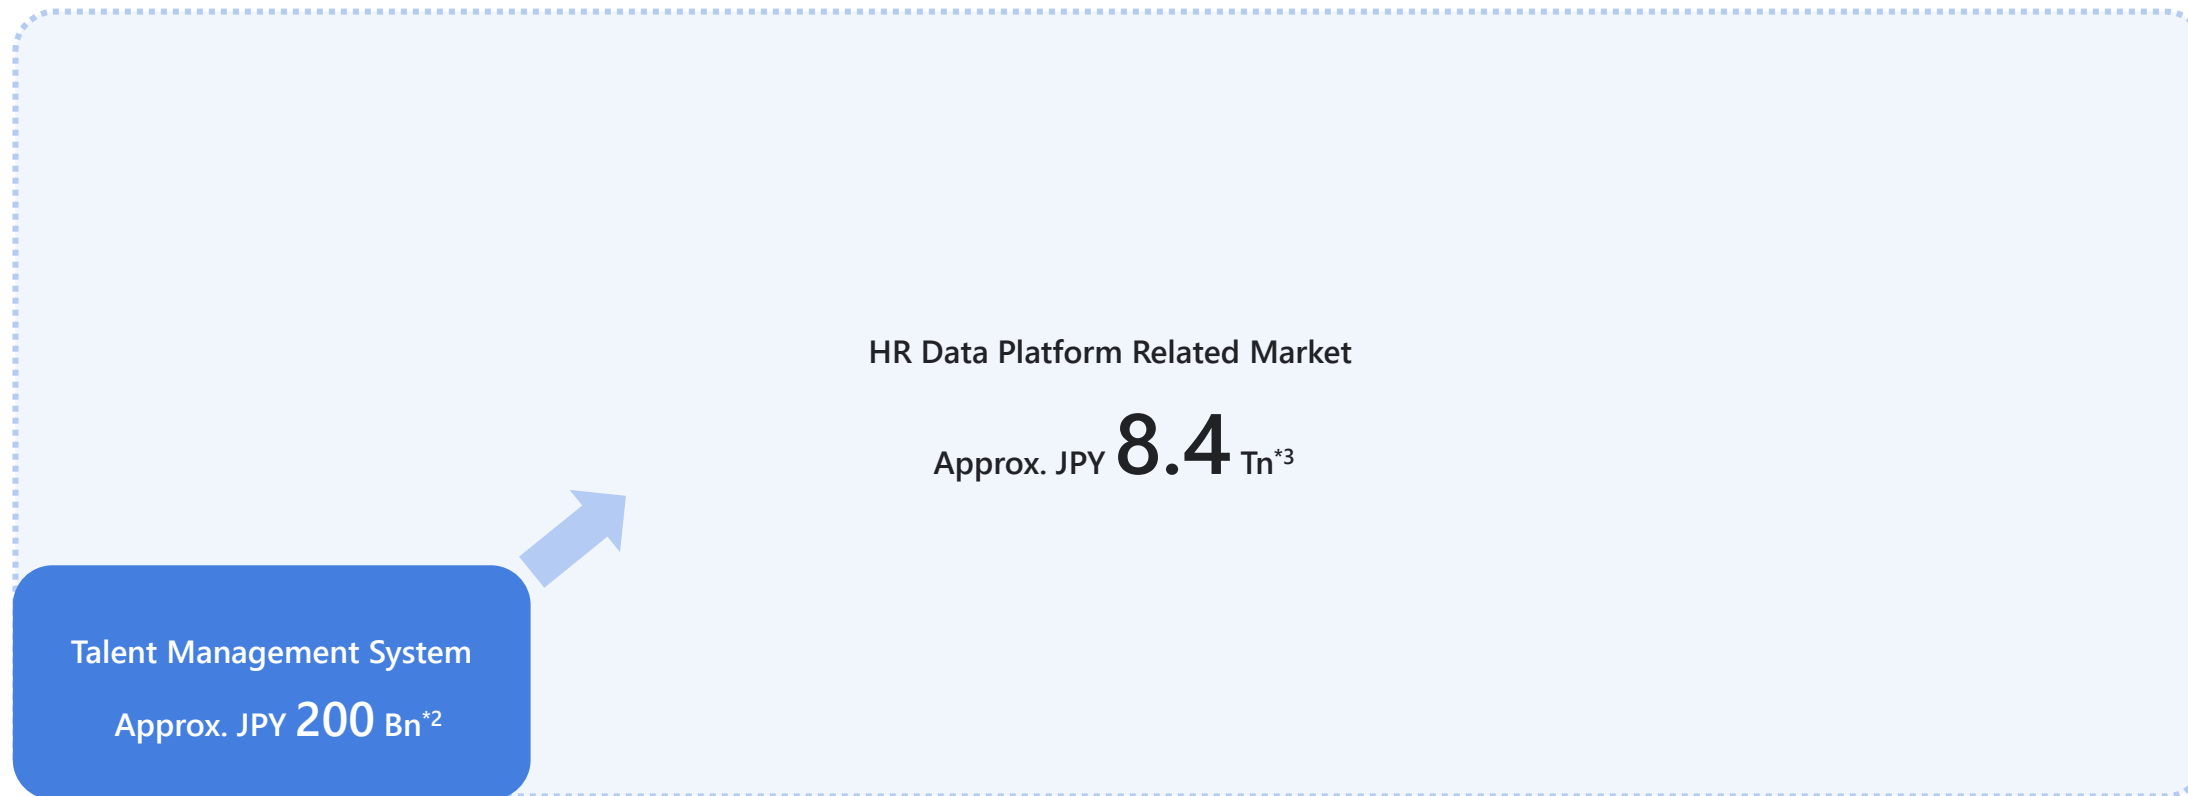 HR Data Platform Related Market
Approx. JPY 8.4 Tn*3
Talent Management System
Approx. JPY 200 Bn*2